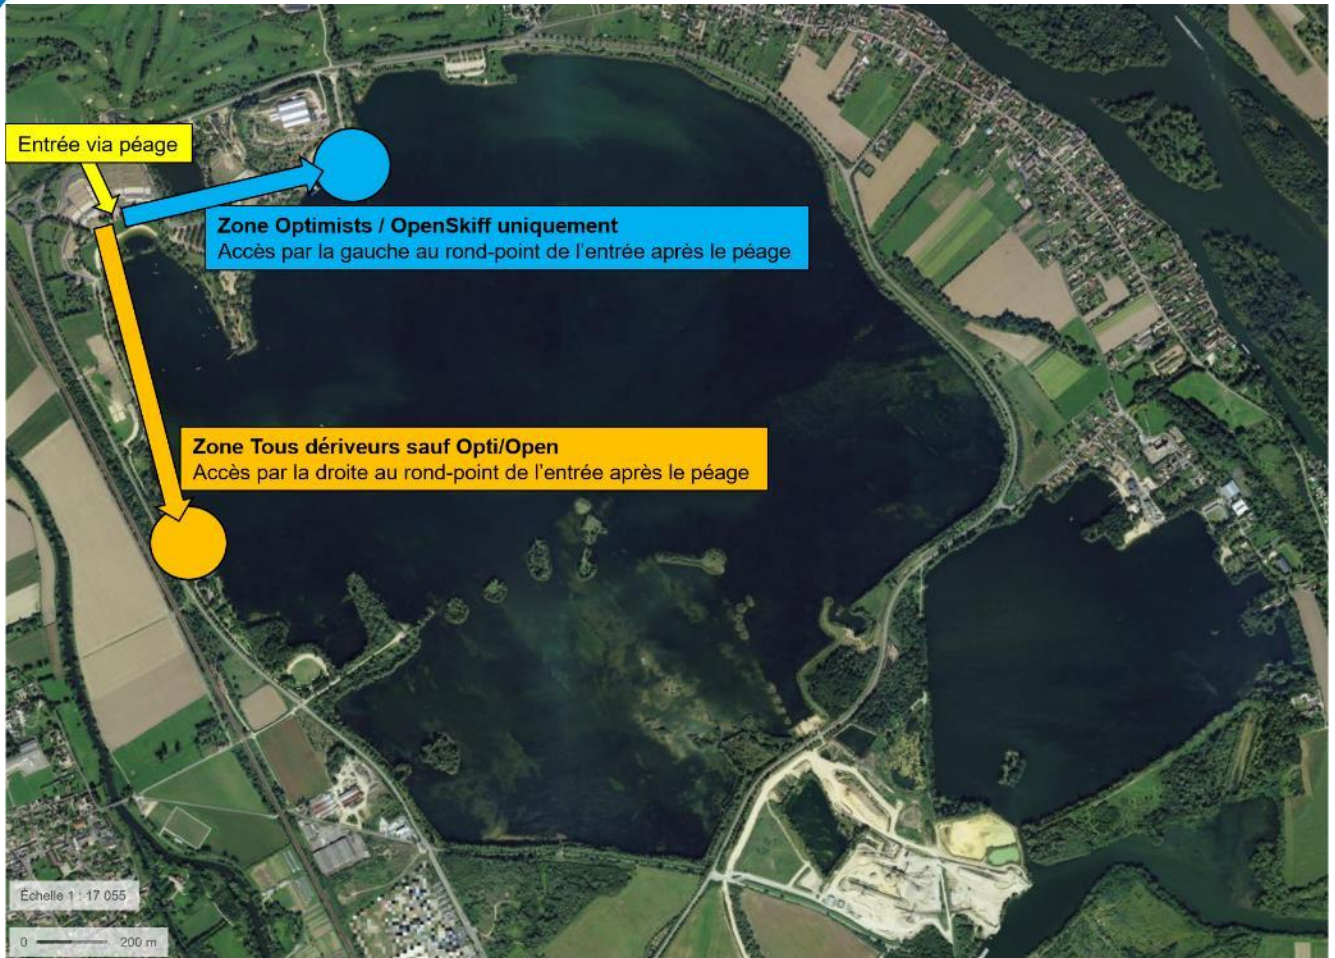 Entrée via péage
Zone Optimists / OpenSkiff uniquement
Accès par la gauche au rond-point de l'entrée après le péage
Zone Tous dériveurs sauf Opti/Open
Accès par la droite au rond-point de l'entrée après le péage
Échelle 1 : 17 055
0 200 m